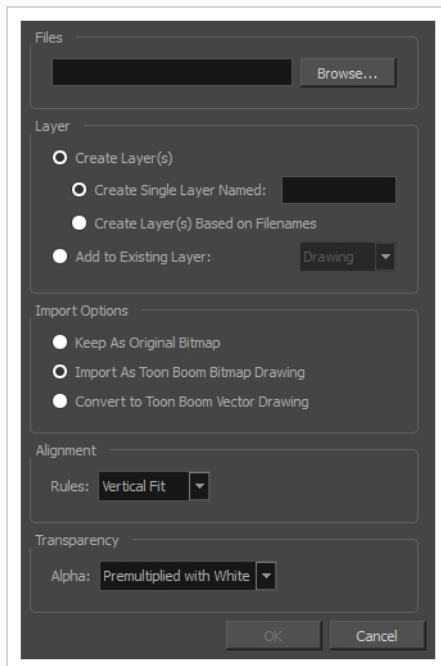 Files
Browse...
Layer
Create Layer(s)
Create Single Layer Named:
Create Layer(s) Based on Filenames
Add to Existing Layer: Drawing
Import Options
Keep As Original Bitmap
Import As Toon Boom Bitmap Drawing
Convert to Toon Boom Vector Drawing
Alignment
Rules: Vertical Fit
Transparency
Alpha: Premultiplied with White
OK Cancel